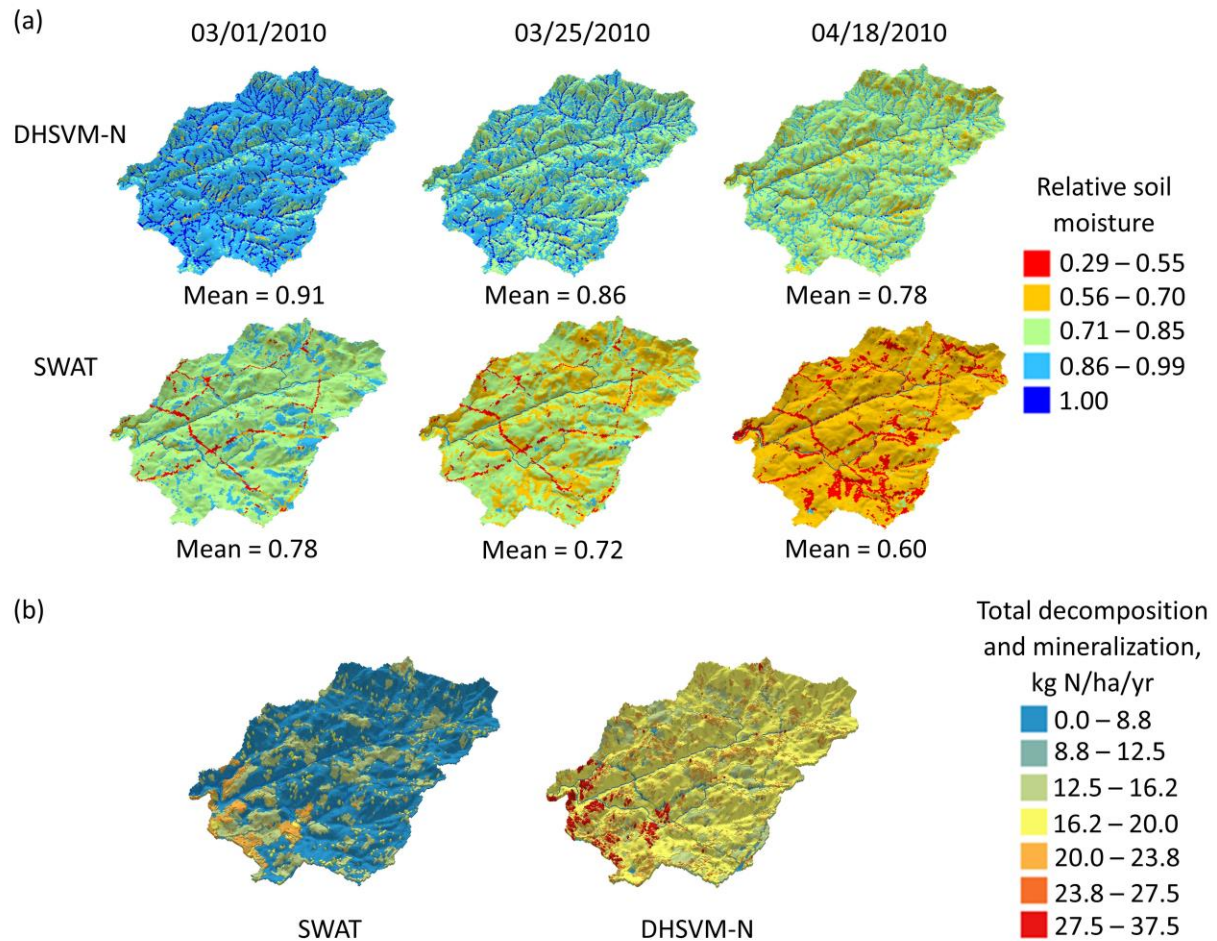 (a)
03/01/2010 03/25/2010 04/18/2010
DHSVM-N
Mean = 0.91 Mean = 0.86 Mean = 0.78
SWAT
Mean = 0.78 Mean = 0.72 Mean = 0.60
Relative soil
moisture
0.29 – 0.55
0.56 – 0.70
0.71 – 0.85
0.86 – 0.99
1.00
(b)
SWAT DHSVM-N
Total decomposition
and mineralization,
kg N/ha/yr
0.0 – 8.8
8.8 – 12.5
12.5 – 16.2
16.2 – 20.0
20.0 – 23.8
23.8 – 27.5
27.5 – 37.5